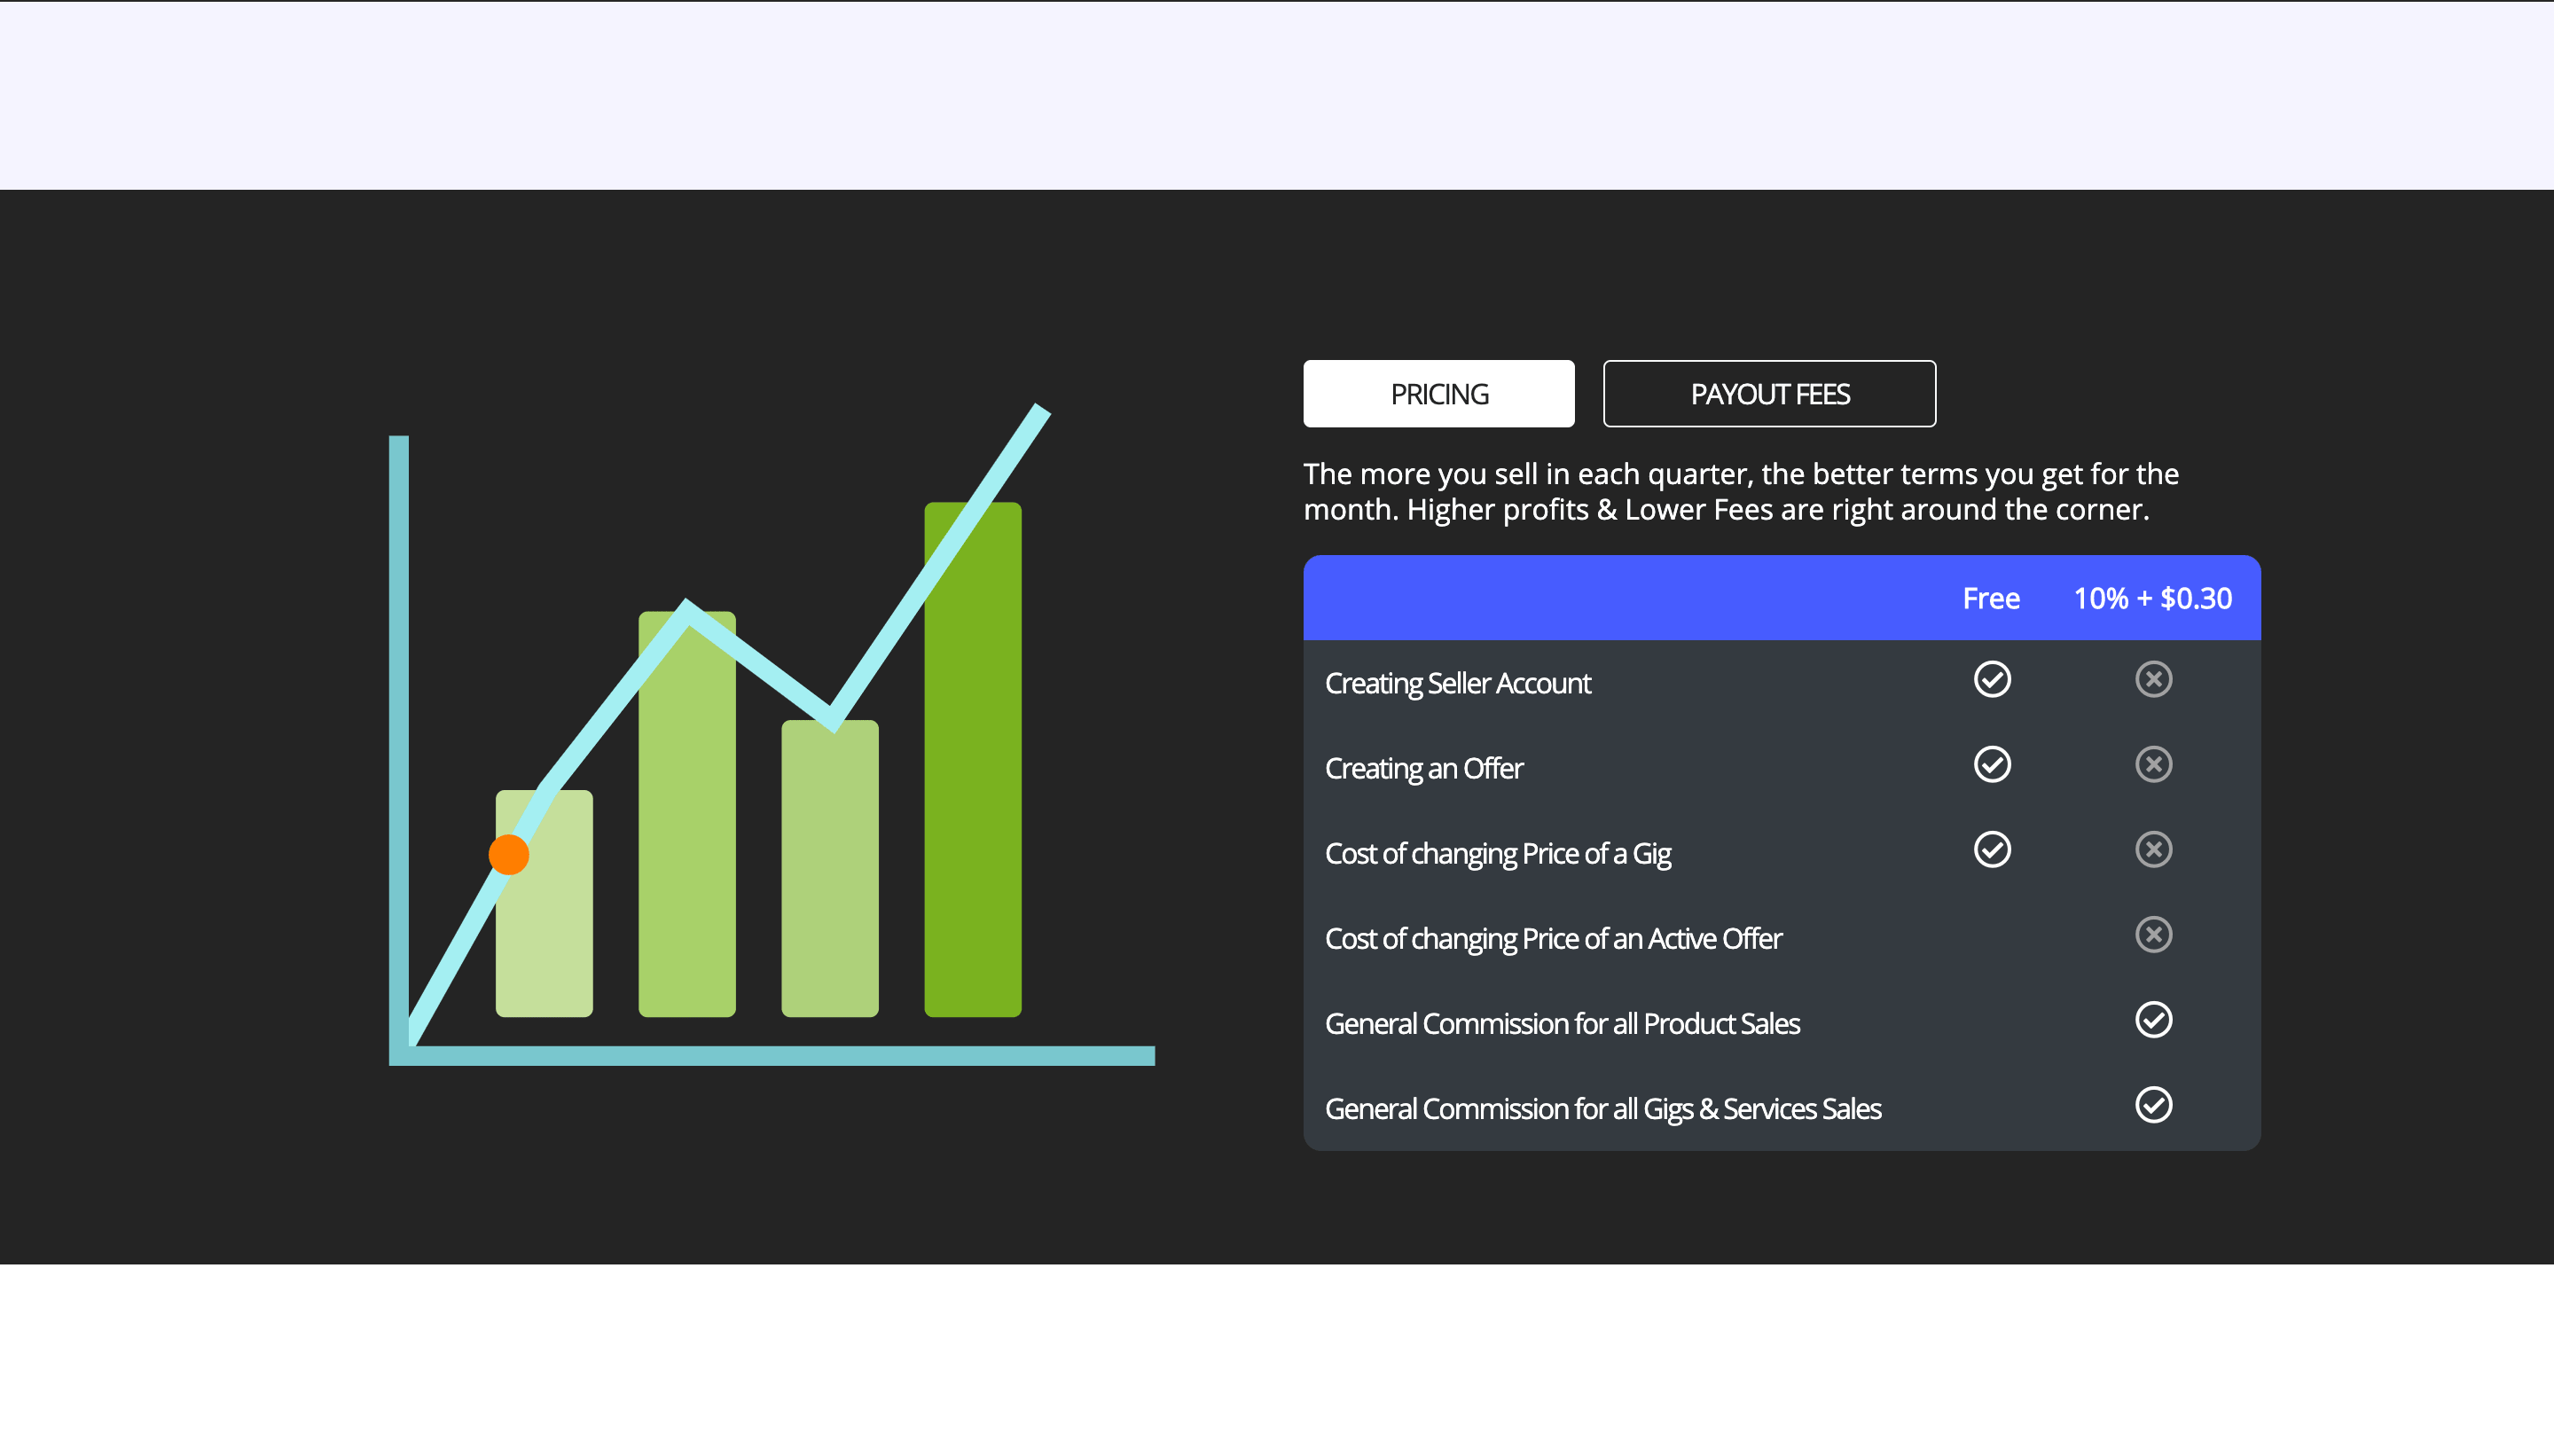 PRICING
PAYOUT FEES
The more you sell in each quarter, the better terms you get for the
month. Higher profits & Lower Fees are right around the corner.
Free 10% + $0.30
Creating Seller Account
Creating an Offer
Cost of changing Price of a Gig
Cost of changing Price of an Active Offer
General Commission for all Product Sales
General Commission for all Gigs & Services Sales